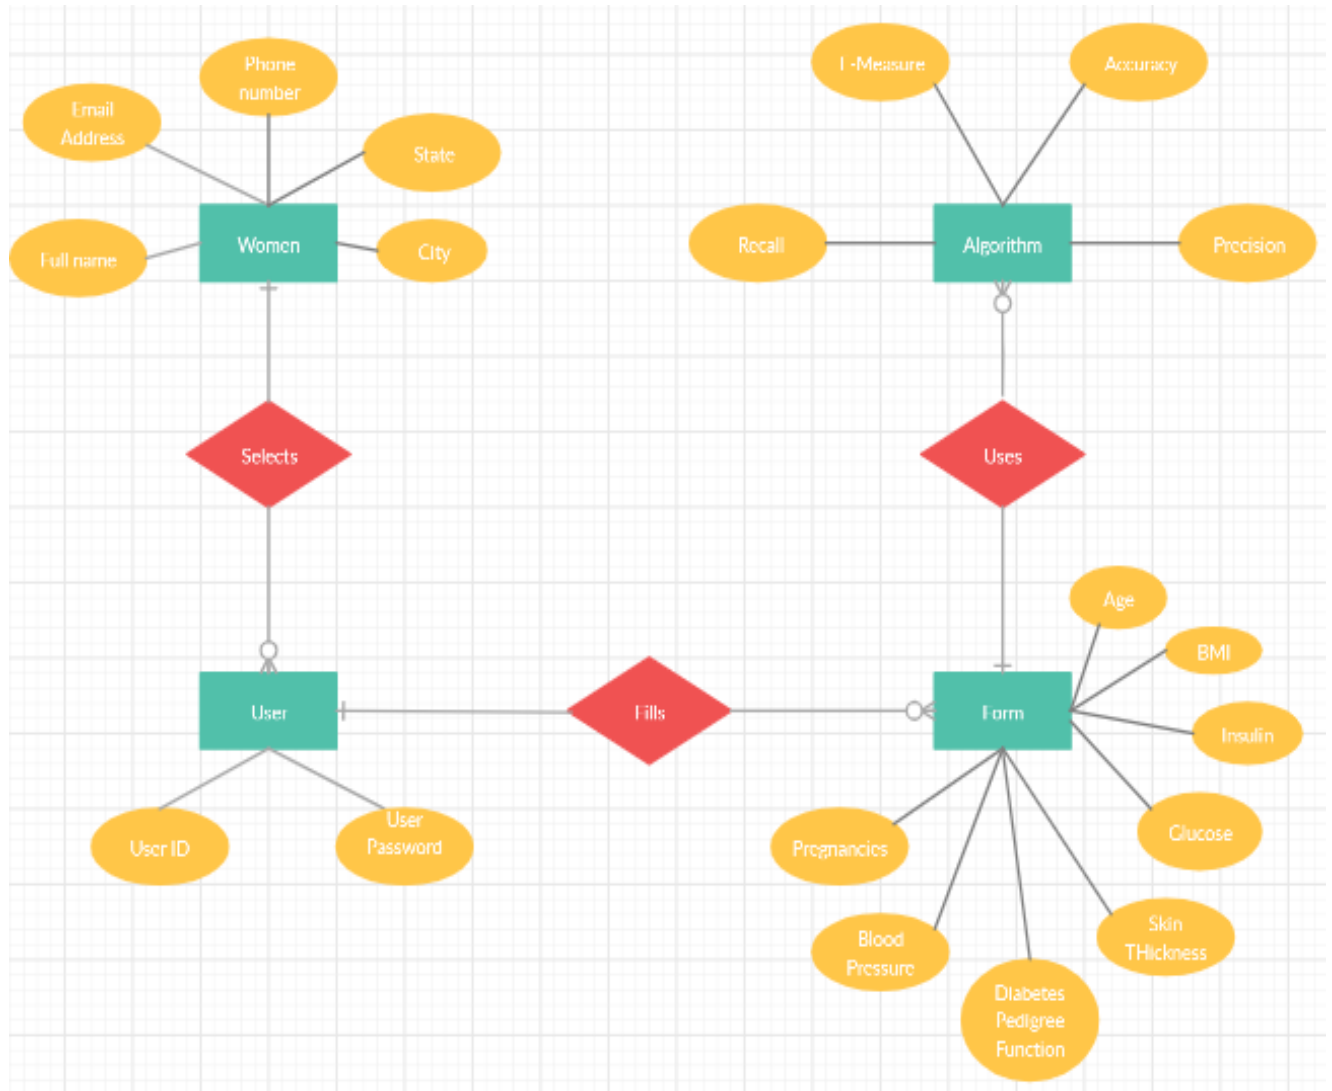 Phone
number
Email
Address
State
Full name
City
Women
F-Measure
Accuracy
Recall
Algorithm
Precision
Selects
Uses
User
Fills
Form
Age
BMI
Insulin
Glucose
Skin
THickness
Pregnancies
Blood
Pressure
Diabetes
Pedigree
Function
User ID
User
Password